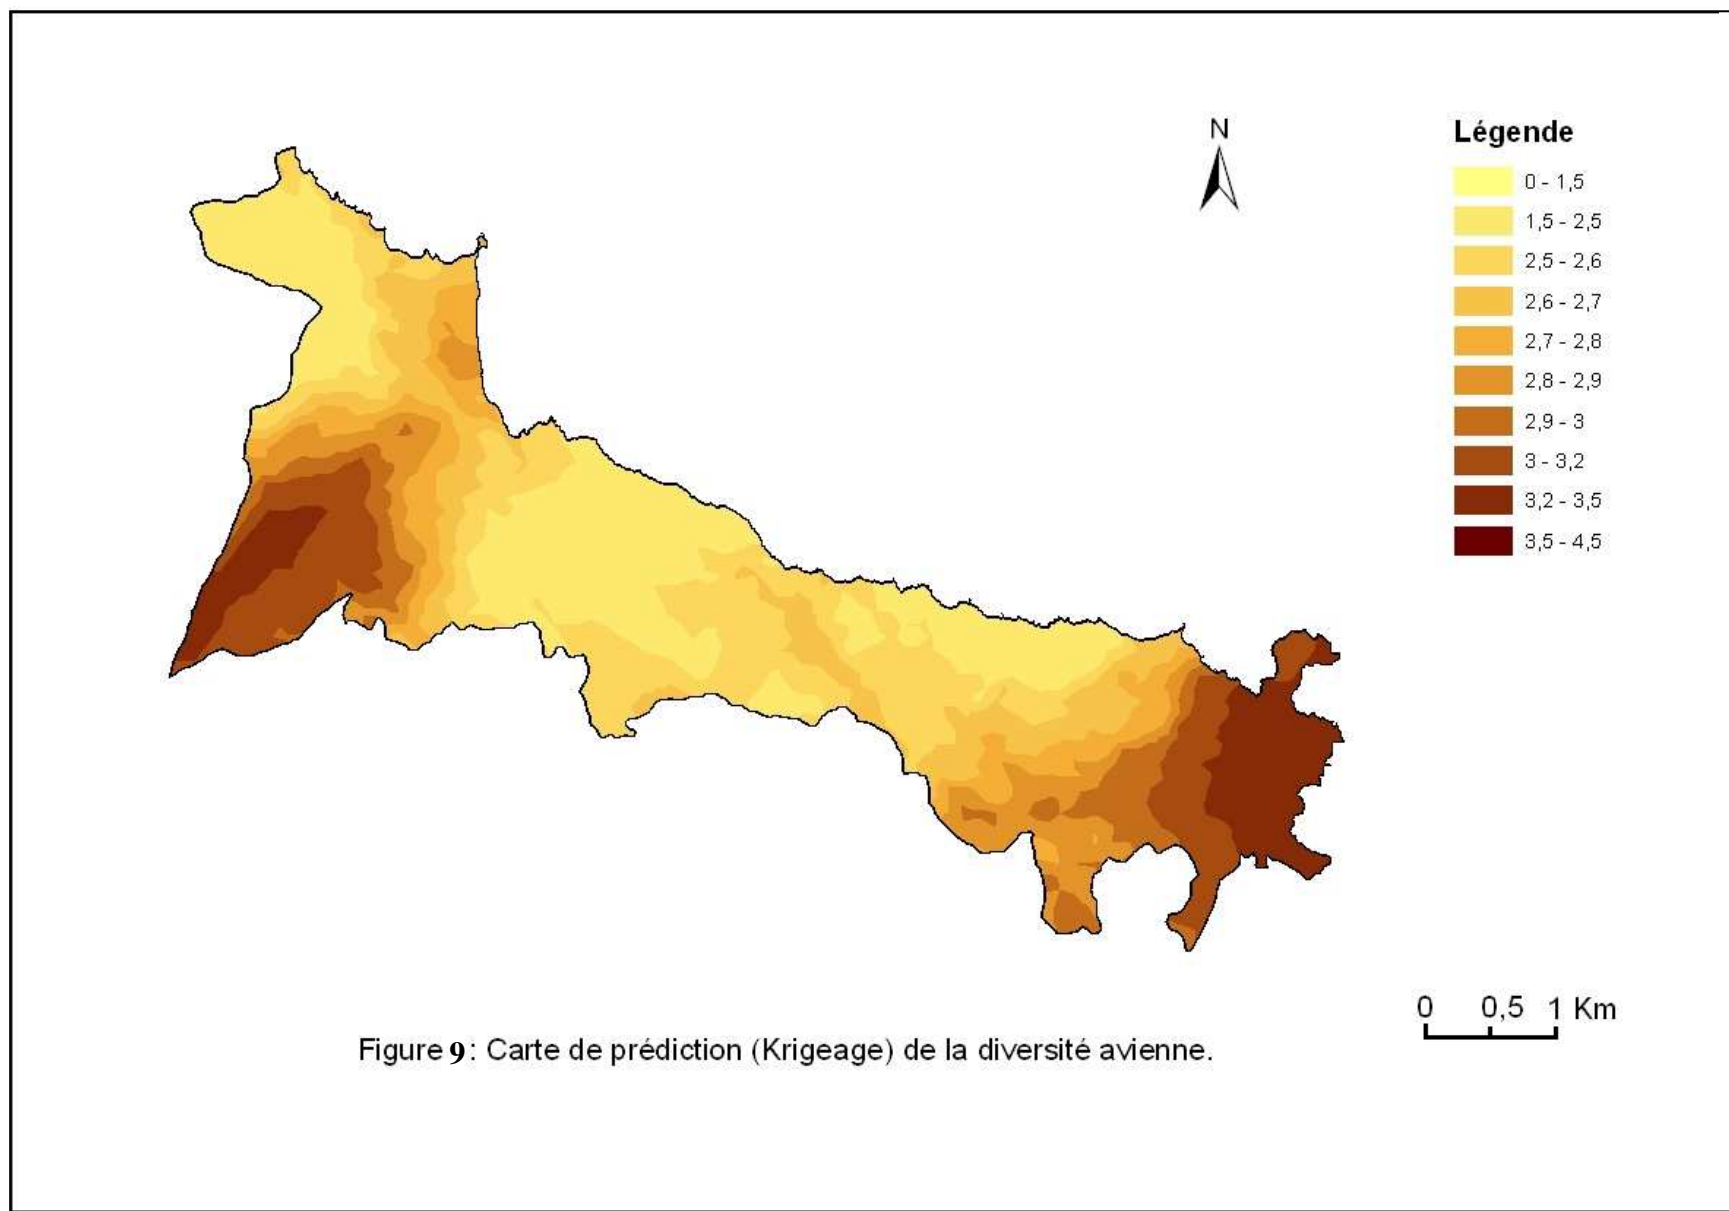 N
Légende
0 - 1,5
1,5 - 2,5
2,5 - 2,6
2,6 - 2,7
2,7 - 2,8
2,8 - 2,9
2,9 - 3
3 - 3,2
3,2 - 3,5
3,5 - 4,5
0 0,5 1 Km
Figure 9: Carte de prédiction (Krigeage) de la diversité avienne.